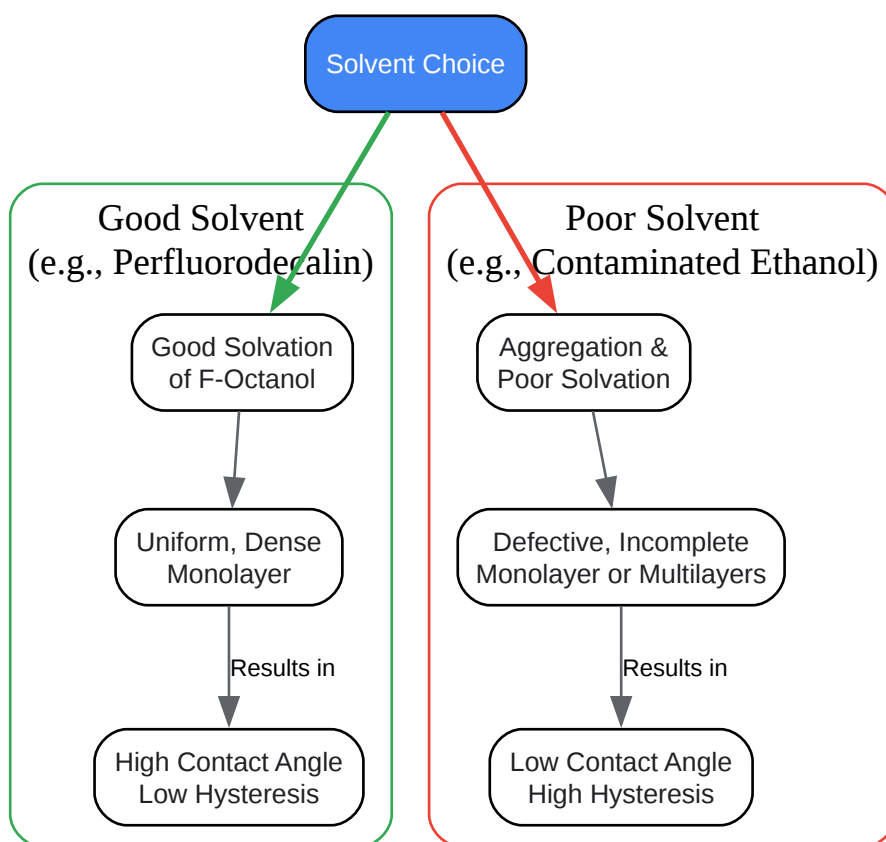 Solvent Choice
Good Solvent
(e.g., Perfluorodecalin)
Good Solvation
of F-Octanol
Uniform, Dense
Monolayer
Results in
High Contact Angle
Low Hysteresis
Poor Solvent
(e.g., Contaminated Ethanol)
Aggregation &
Poor Solvation
Defective, Incomplete
Monolayer or Multilayers
Results in
Low Contact Angle
High Hysteresis